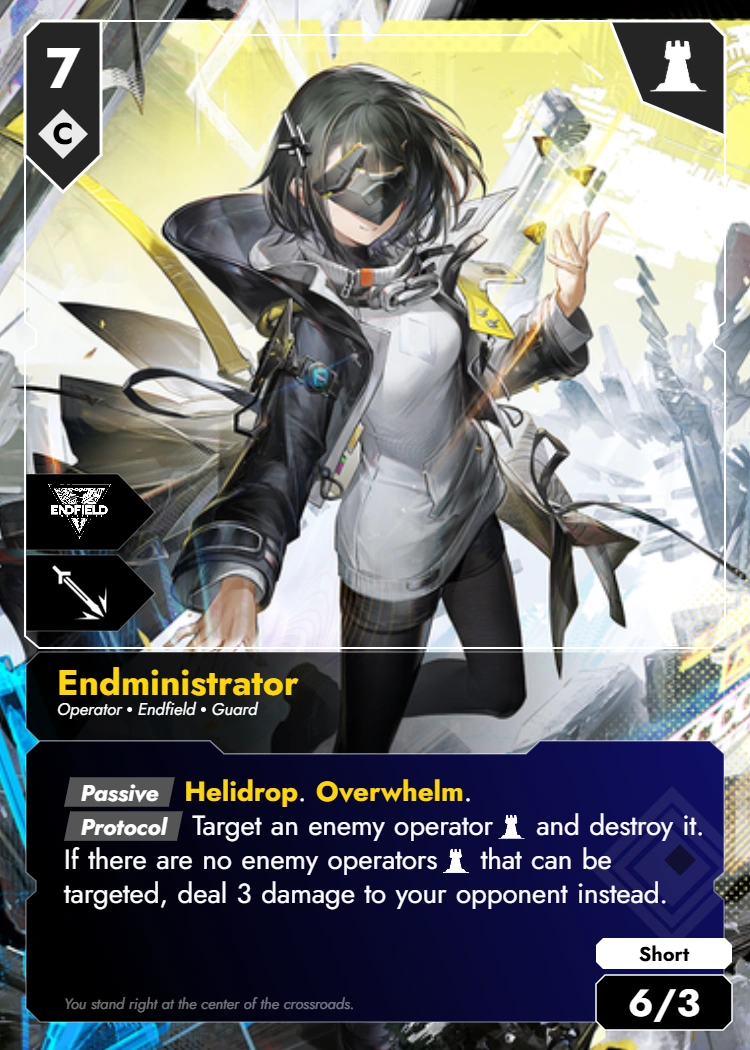 7
C
ENDFIELD
Endministrator
Operator • Endfield • Guard
Passive Helidrop. Overwhelm.
Protocol Target an enemy operator and destroy it.
If there are no enemy operators that can be
targeted, deal 3 damage to your opponent instead.
Short
You stand right at the center of the crossroads.
6/3